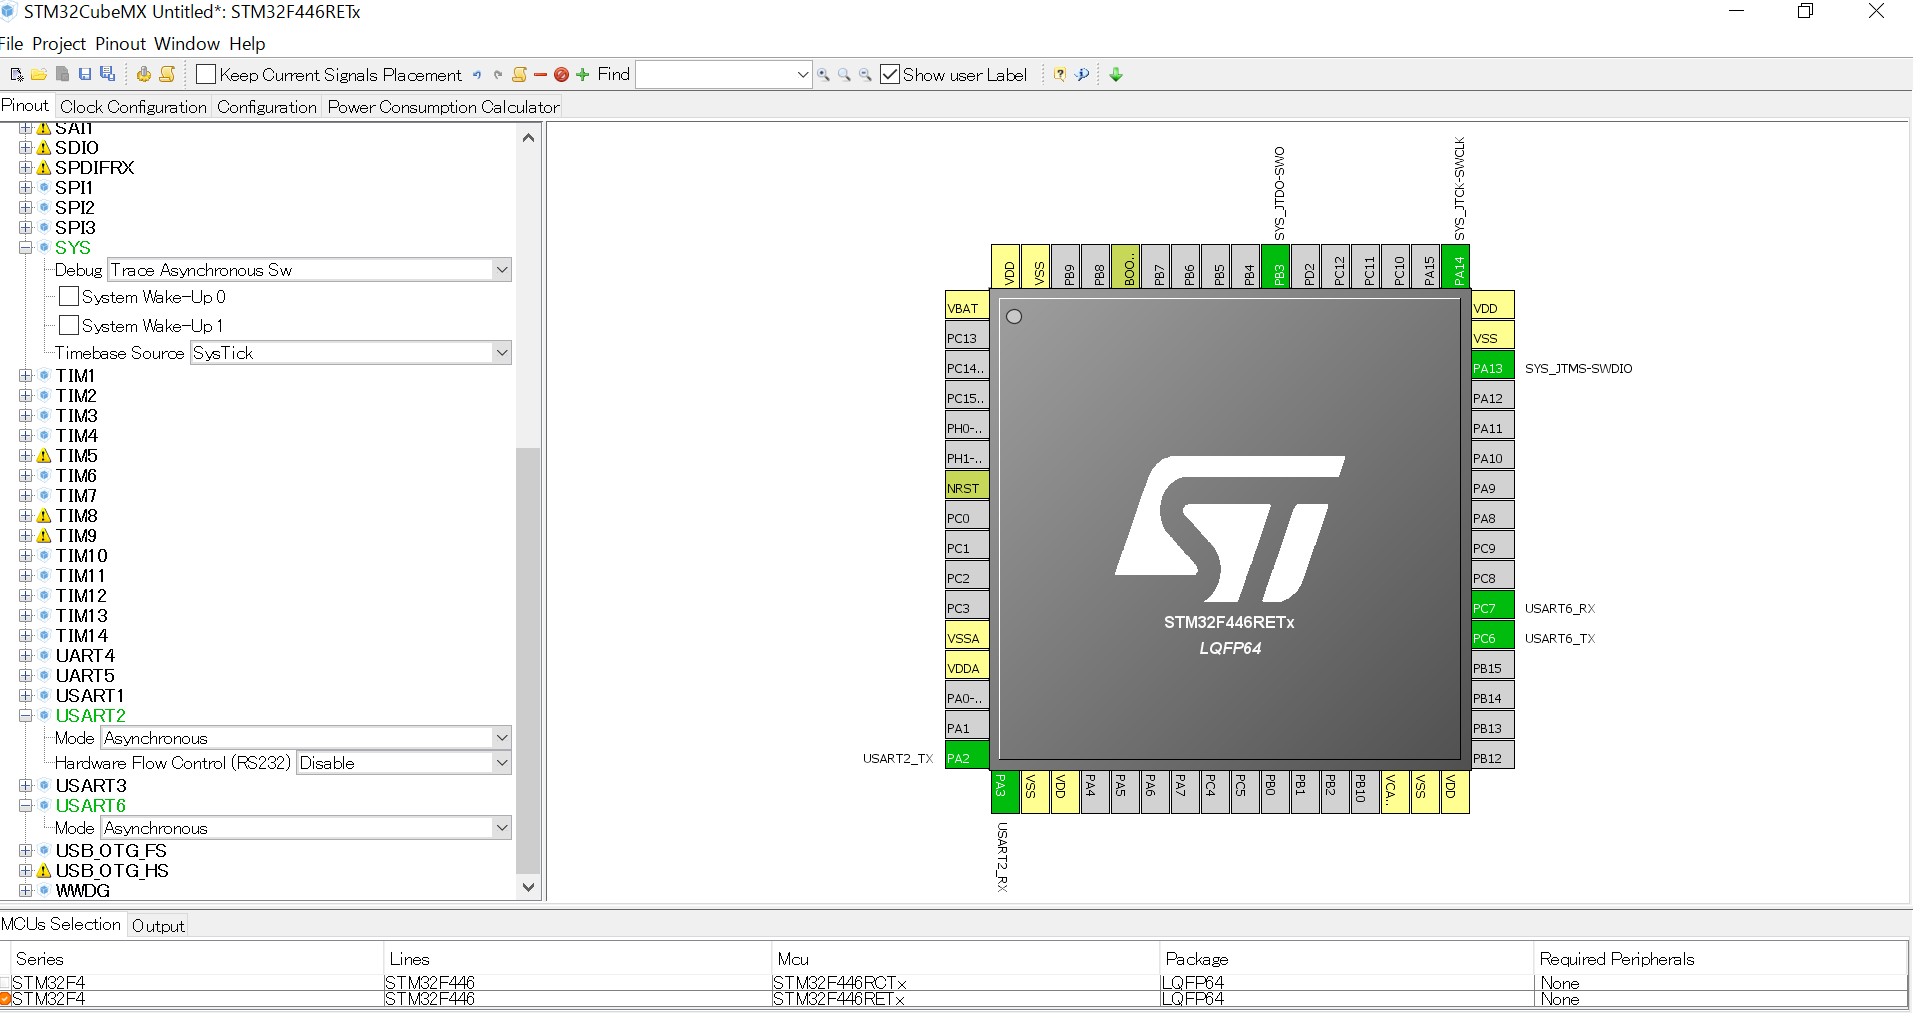 STM32CubeMX Untitled*: STM32F446RETx
File Project Pinout Window Help
Keep Current Signals Placement Find Show user Label
Pinout Clock Configuration Configuration Power Consumption Calculator
SAI1
SDIO
SPDIFRX
SPI1
SPI2
SPI3
SYS
Debug Trace Asynchronous Sw
System Wake-Up 0
System Wake-Up 1
Timebase Source SysTick
TIM1
TIM2
TIM3
TIM4
TIM5
TIM6
TIM7
TIM8
TIM9
TIM10
TIM11
TIM12
TIM13
TIM14
UART4
UART5
USART1
USART2
Mode Asynchronous
Hardware Flow Control (RS232) Disable
USART3
USART6
Mode Asynchronous
USB_OTG_FS
USB_OTG_HS
WWDG
SYS_JTDO-SWO
SYS_JTCK-SWCLK
VDD VSS PB9 PB8 BOO.. PB7 PB6 PB5 PB4 PB3 PD2 PC12 PC11 PC10 PA15 PA14
VBAT
PC13
PC14..
PC15..
PH0-..
PH1-..
NRST
PC0
PC1
PC2
PC3
VSSA
VDDA
PA0-..
PA1
USART2_TX PA2
ST
STM32F446RETx
LQFP64
VDD
VSS
PA13 SYS_JTMS-SWDIO
PA12
PA11
PA10
PA9
PA8
PC9
PC8
PC7 USART6_RX
PC6 USART6_TX
PB15
PB14
PB13
PB12
PA3 VSS VDD PA4 PA5 PA6 PA7 PC4 PC5 PB0 PB1 PB2 PB10 VCA.. VSS VDD
USART2_RX
MCUs Selection Output
Series Lines Mcu Package Required Peripherals
STM32F4 STM32F446 STM32F446RCTx LQFP64 None
STM32F4 STM32F446 STM32F446RETx LQFP64 None